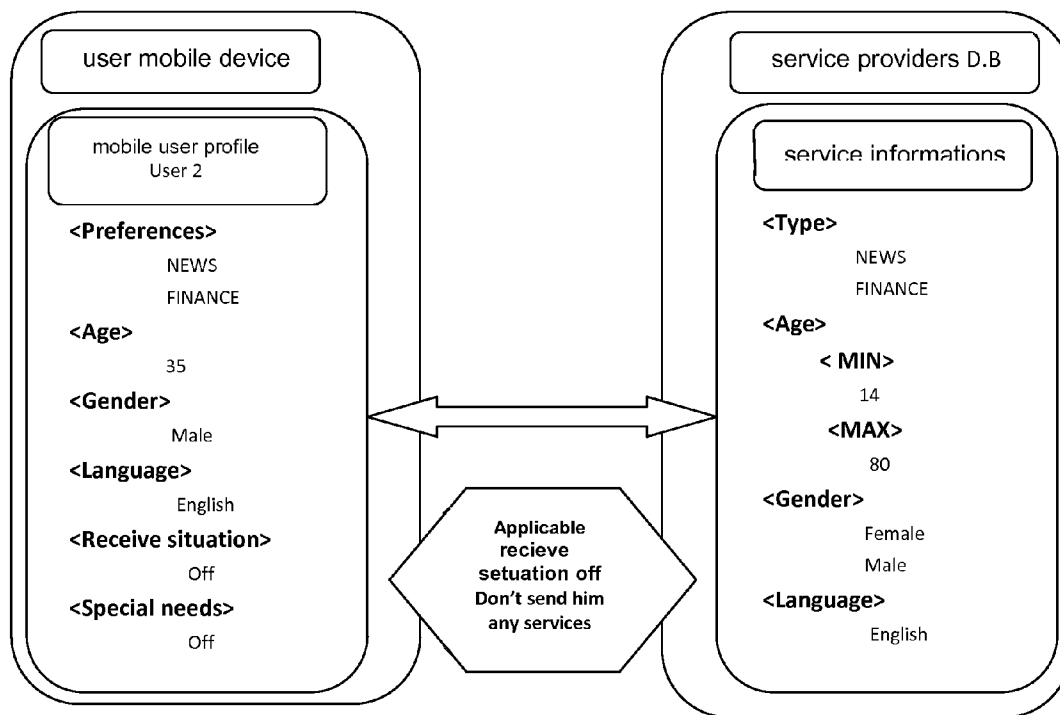 user mobile device
mobile user profile
User 2
<Preferences>
NEWS
FINANCE
<Age>
35
<Gender>
Male
<Language>
English
<Receive situation>
Off
<Special needs>
Off
Applicable
recieve
setuation off
Don't send him
any services
service providers D.B
service informations
<Type>
NEWS
FINANCE
<Age>
< MIN>
14
<MAX>
80
<Gender>
Female
Male
<Language>
English